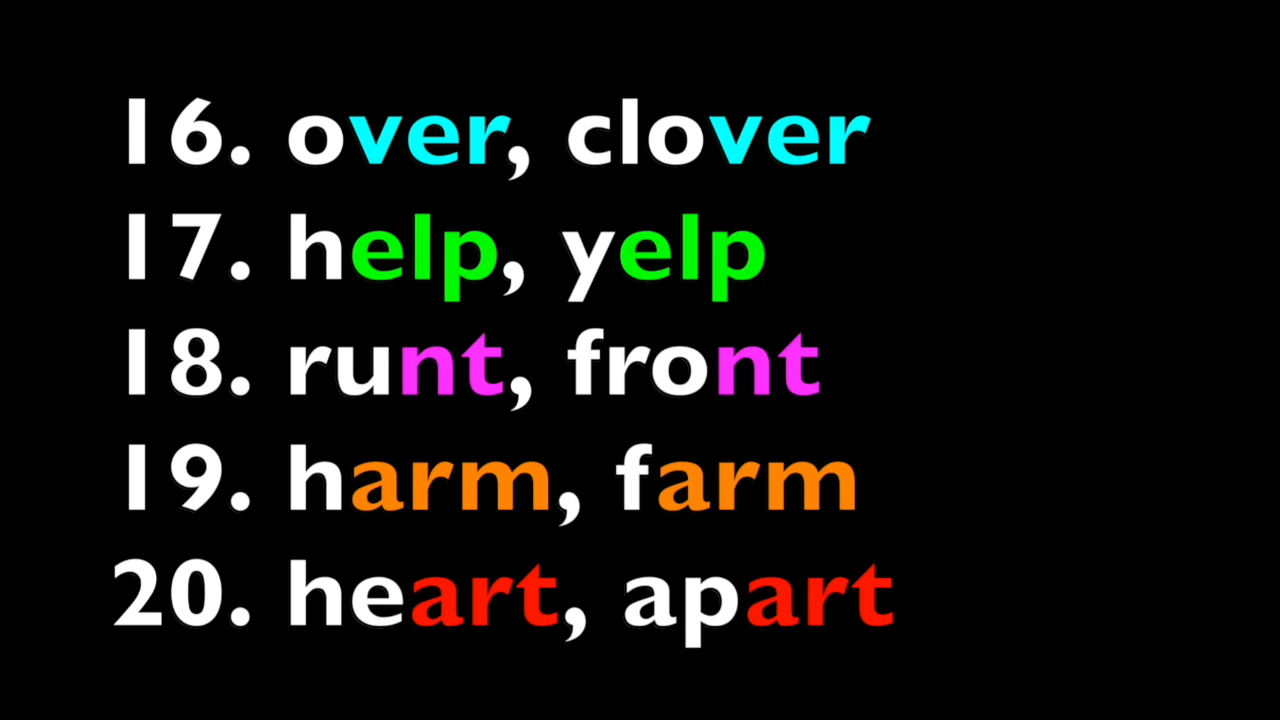 16. over, clover
17. help, yelp
18. runt, front
19. harm, farm
20. heart, apart